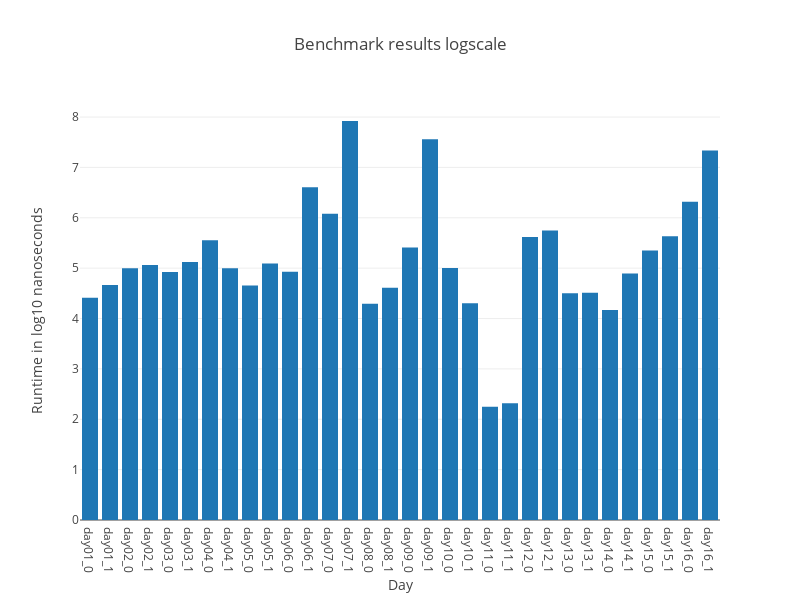 Benchmark results logscale
Runtime in log10 nanoseconds
8
7
6
5
4
3
2
1
0
day01_0
day01_1
day02_0
day02_1
day03_0
day03_1
day04_0
day04_1
day05_0
day05_1
day06_0
day06_1
day07_0
day07_1
day08_0
day08_1
day09_0
day09_1
day10_0
day10_1
day11_0
day11_1
day12_0
day12_1
day13_0
day13_1
day14_0
day14_1
day15_0
day15_1
day16_0
day16_1
Day